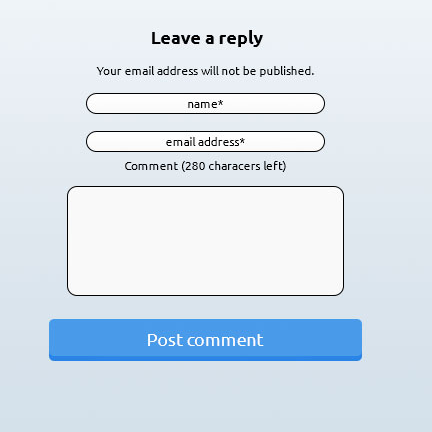 Leave a reply
Your email address will not be published.
name*
email address*
Comment (280 characers left)
Post comment